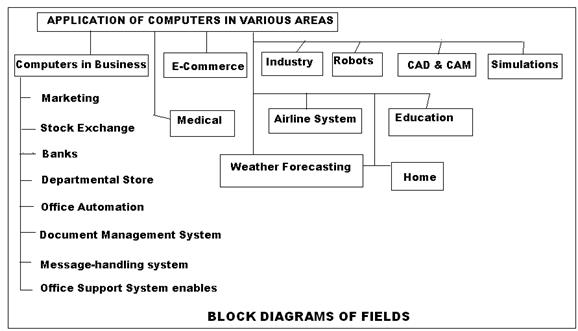 APPLICATION OF COMPUTERS IN VARIOUS AREAS
Computers in Business
E-Commerce
Industry
Robots
CAD & CAM
Simulations
Marketing
Stock Exchange
Banks
Departmental Store
Office Automation
Document Management System
Message-handling system
Office Support System enables
Medical
Airline System
Education
Weather Forecasting
Home
BLOCK DIAGRAMS OF FIELDS